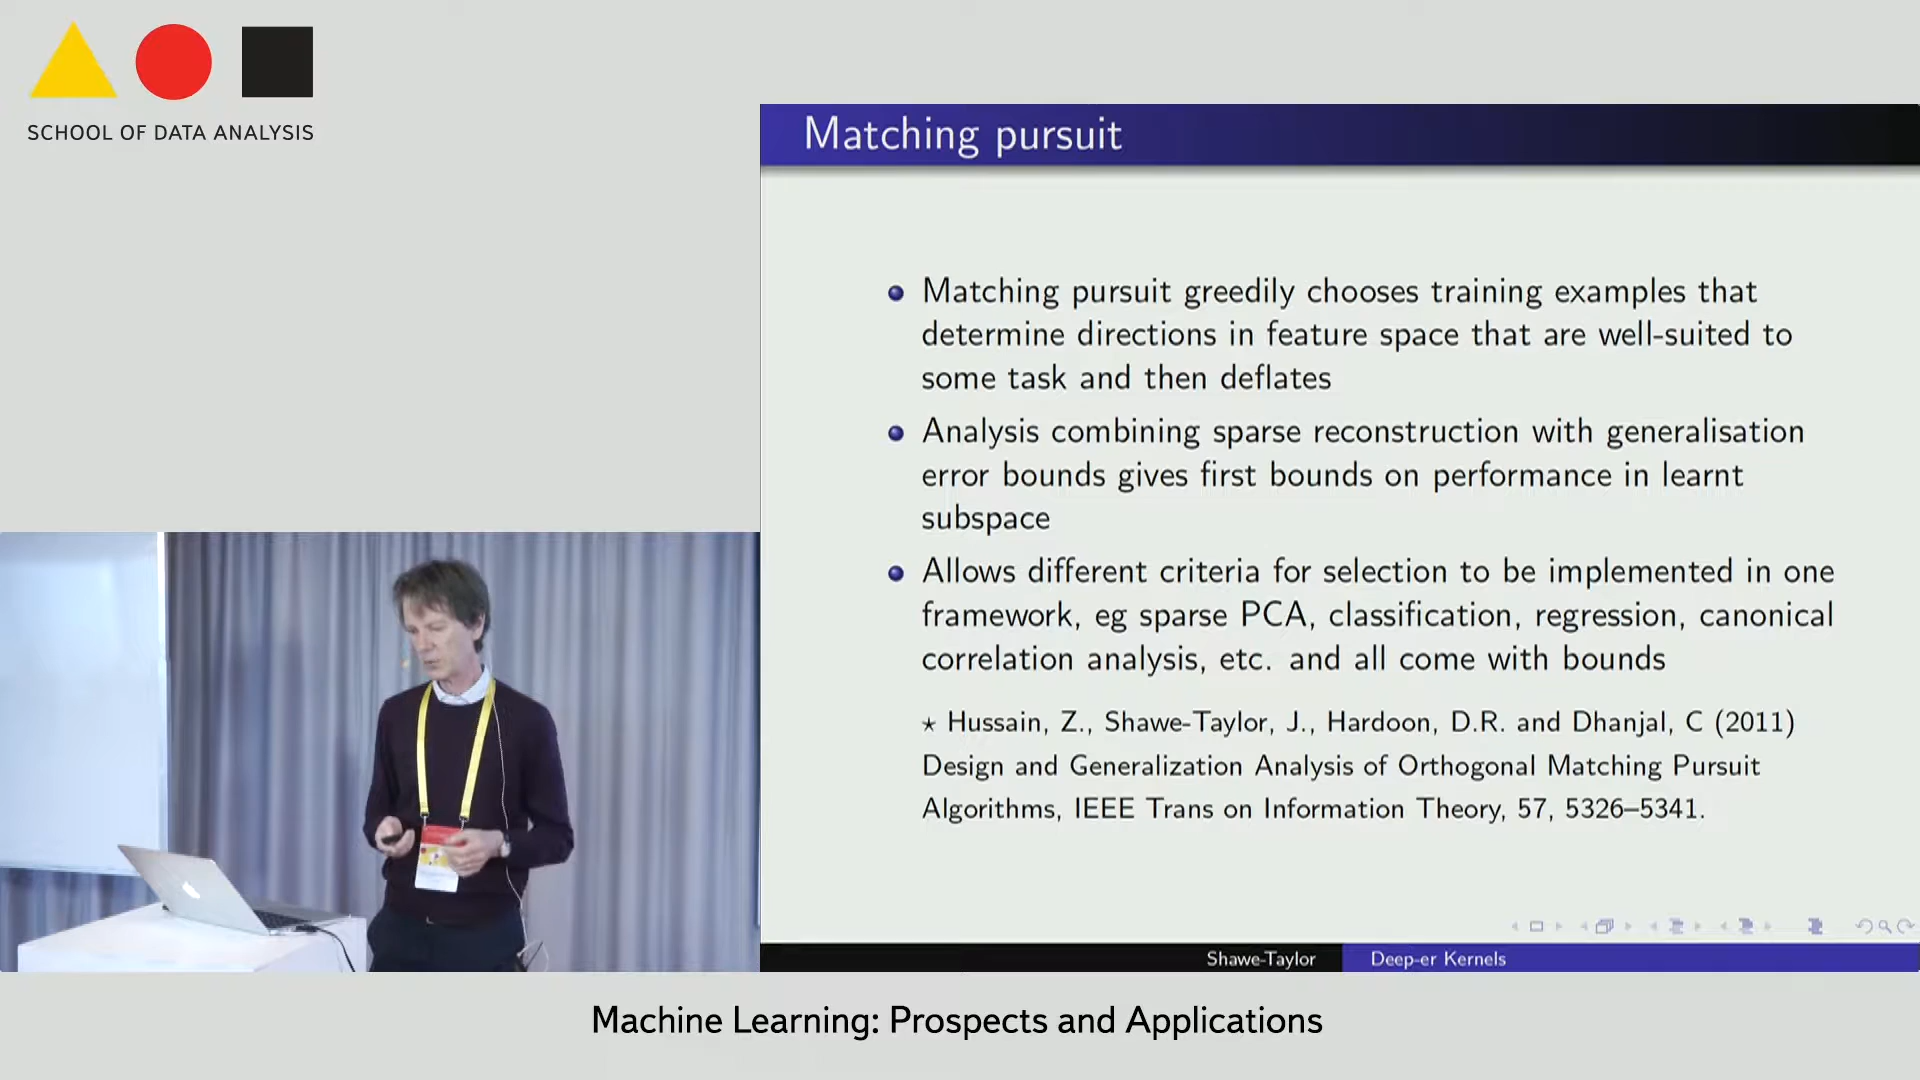 SCHOOL OF DATA ANALYSIS
Matching pursuit
Matching pursuit greedily chooses training examples that
determine directions in feature space that are well-suited to
some task and then deflates
Analysis combining sparse reconstruction with generalisation
error bounds gives first bounds on performance in learnt
subspace
Allows different criteria for selection to be implemented in one
framework, eg sparse PCA, classification, regression, canonical
correlation analysis, etc. and all come with bounds
⋆ Hussain, Z., Shawe-Taylor, J., Hardoon, D.R. and Dhanjal, C (2011)
Design and Generalization Analysis of Orthogonal Matching Pursuit
Algorithms, IEEE Trans on Information Theory, 57, 5326–5341.
Shawe-Taylor
Deep-er Kernels
Machine Learning: Prospects and Applications